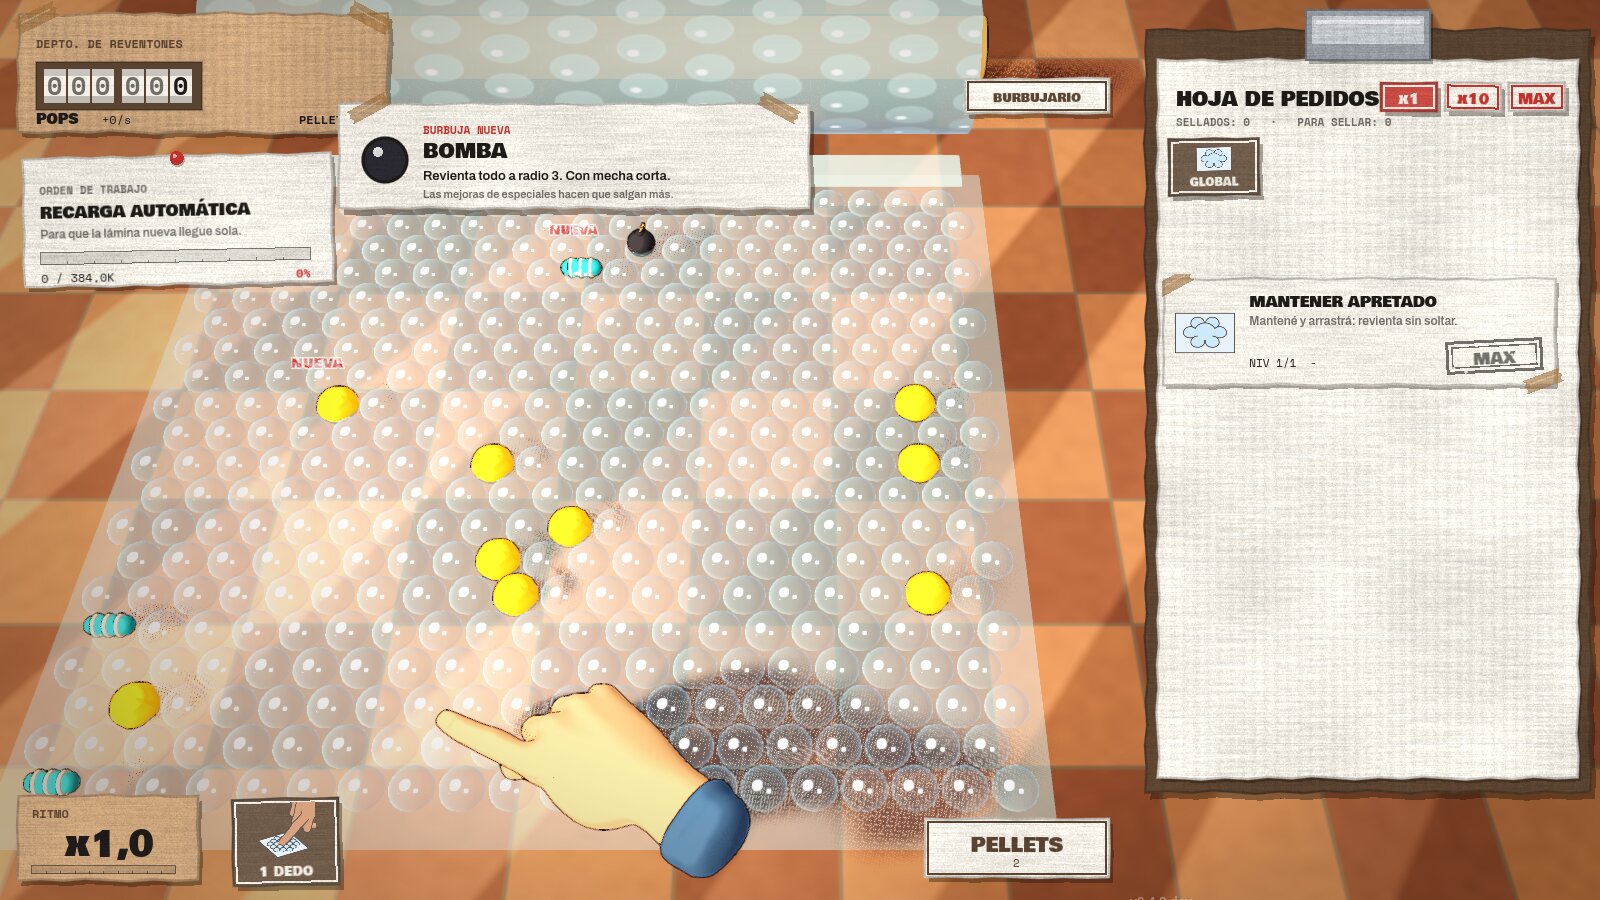 DEPTO. DE REVENTONES
000 000
POPS +0/s
BURBUJA NUEVA
BOMBA
Revienta todo a radio 3. Con mecha corta.
Las mejoras de especiales hacen que salgan más.
BURBUJARIO
ORDEN DE TRABAJO
RECARGA AUTOMÁTICA
Para que la lámina nueva llegue sola.
0 / 384.0K
0%
NUEVA
NUEVA
HOJA DE PEDIDOS
x1
x10
MAX
SELLADOS: 0 · PARA SELLAR: 0
GLOBAL
MANTENER APRETADO
Mantené y arrastrá: revienta sin soltar.
NIV 1/1 -
MAX
RITMO
x1,0
1 DEDO
PELLETS
2